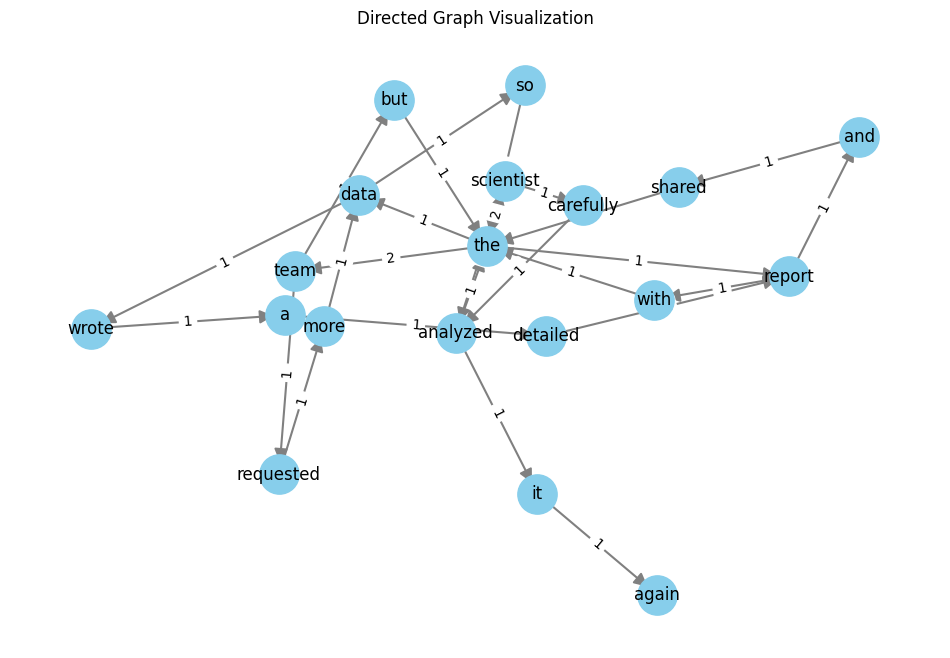 Directed Graph Visualization
so
but
and
1
1
1
scientist
shared
1
data
carefully
1
2
1
1
the
2
1
1
team
1
1
report
1
1
with
1
a
more
1
1
wrote
analyzed
detailed
1
1
1
requested
it
1
again